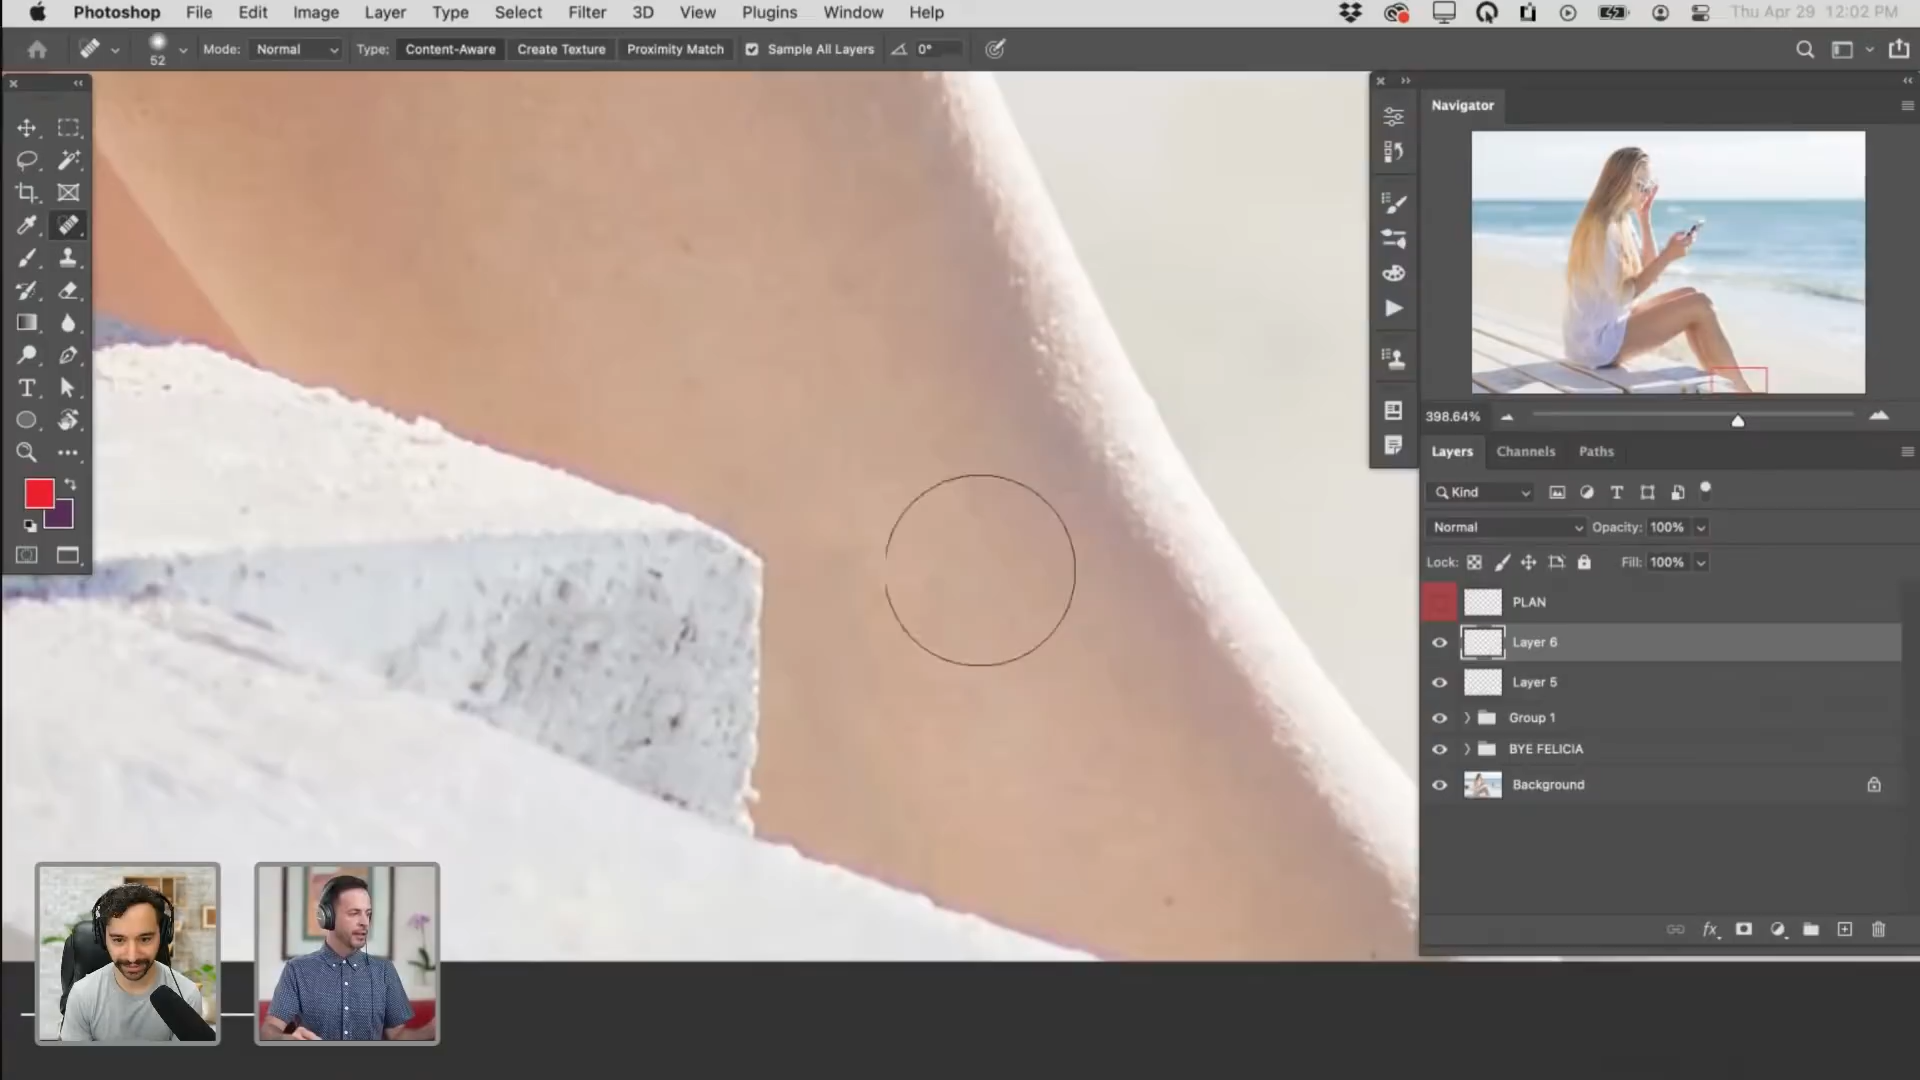 Photoshop File Edit Image Layer Type Select Filter 3D View Plugins Window Help Thu Apr 29 12:02 PM
52 Mode: Normal Type: Content-Aware Create Texture Proximity Match Sample All Layers 0°
Navigator
398.64%
Layers Channels Paths
Kind
Normal Opacity: 100%
Lock: Fill: 100%
PLAN
Layer 6
Layer 5
Group 1
BYE FELICIA
Background